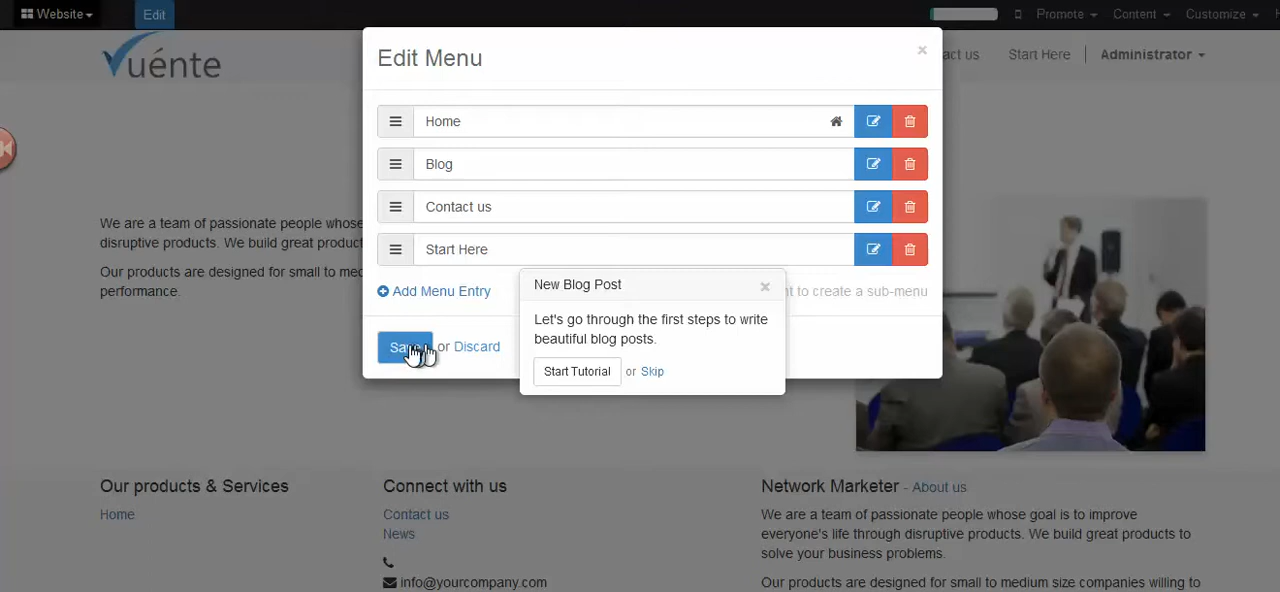 Website
Edit
Promote
Content
Customize
Vuénte
act us
Start Here
Administrator
Edit Menu
×
Home
Blog
Contact us
Start Here
Add Menu Entry
nt to create a sub-menu
New Blog Post
×
Let's go through the first steps to write
beautiful blog posts.
Start Tutorial or Skip
or Discard
We are a team of passionate people whose
disruptive products. We build great product
Our products are designed for small to med
performance.
Our products & Services
Home
Connect with us
Contact us
News
info@yourcompany.com
Network Marketer - About us
We are a team of passionate people whose goal is to improve
everyone's life through disruptive products. We build great products to
solve your business problems.
Our products are designed for small to medium size companies willing to